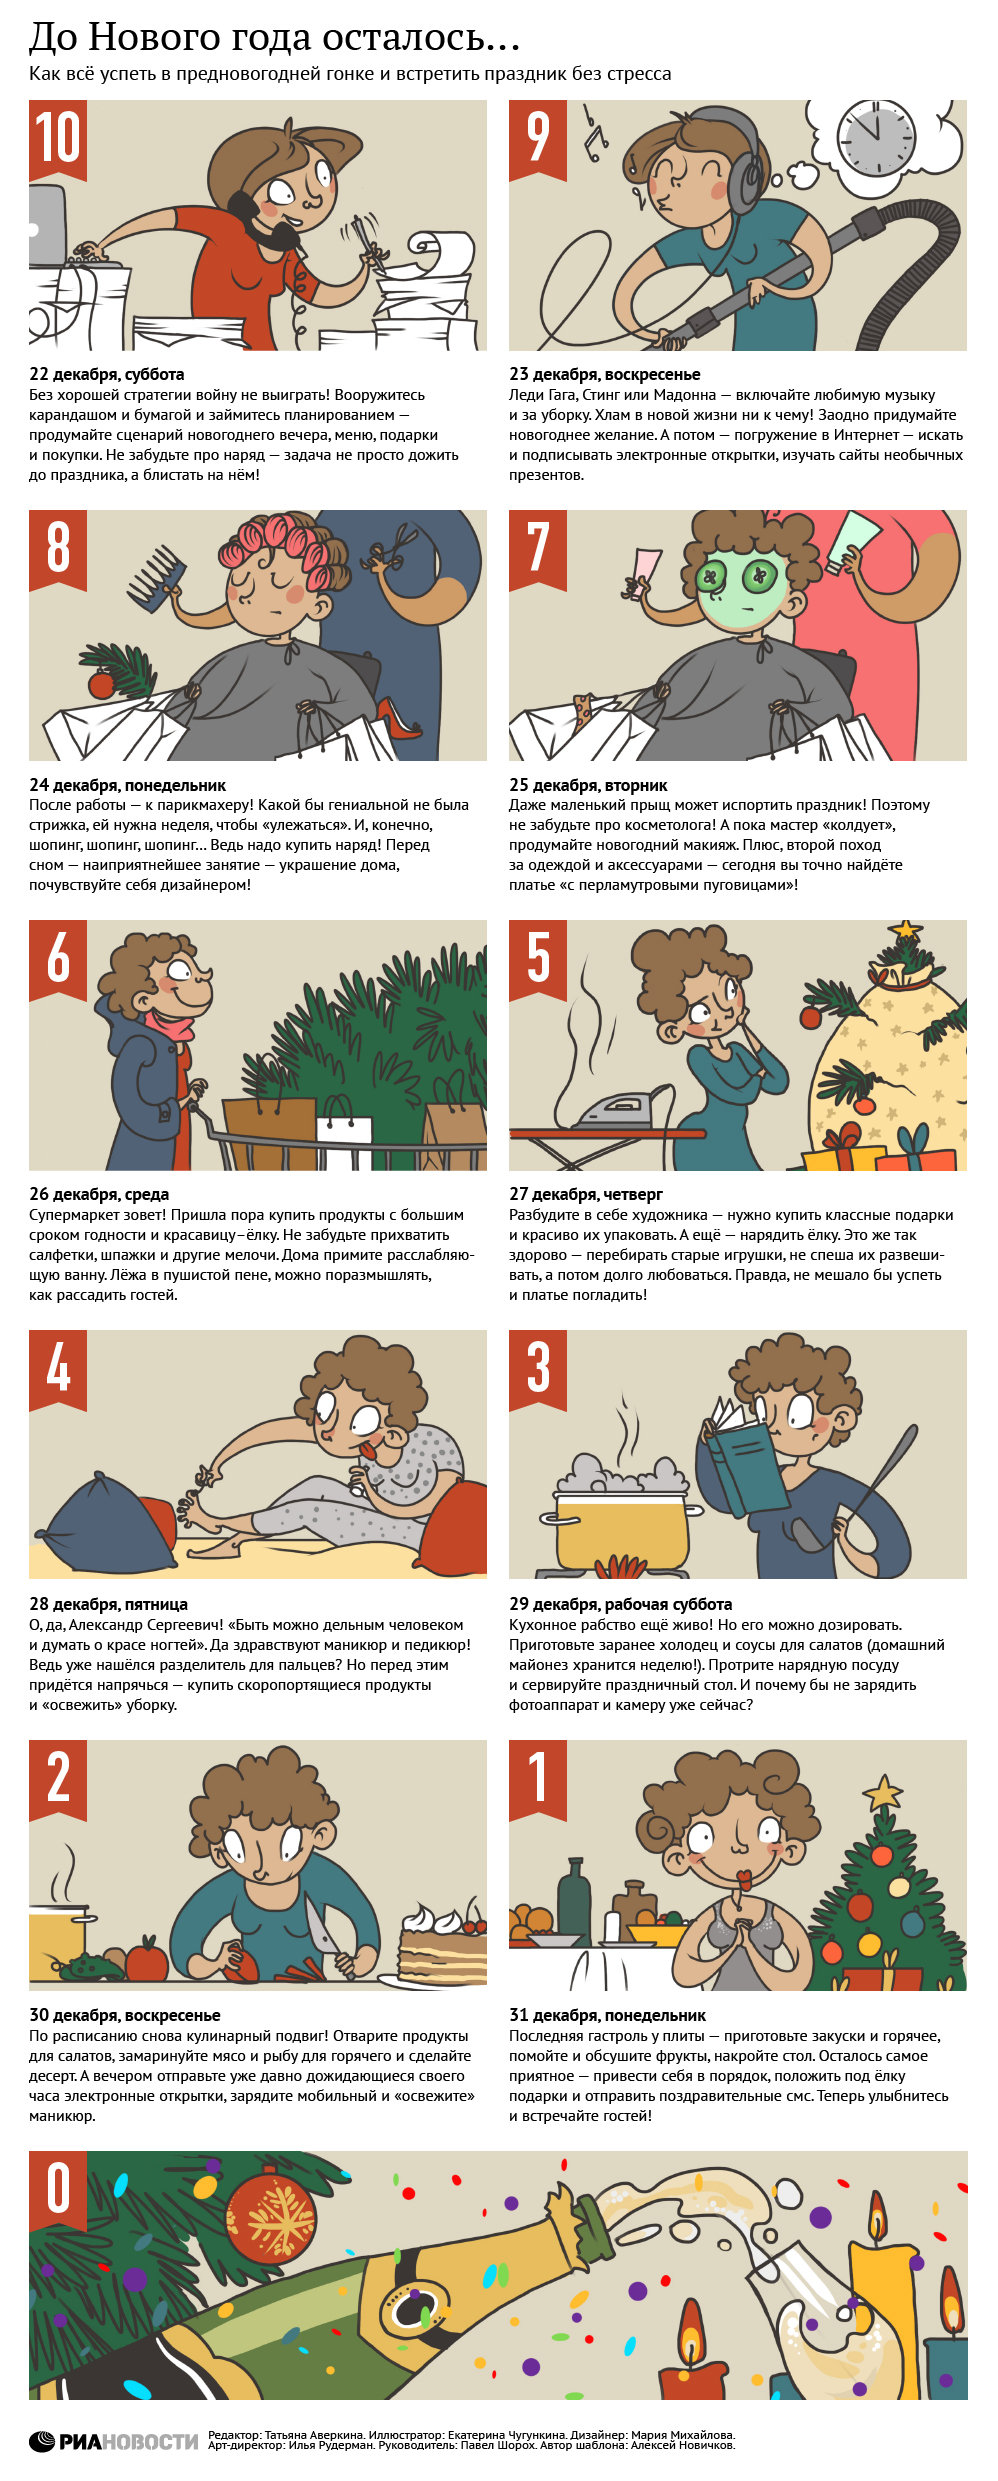 До Нового года осталось...
Как всё успеть в предновогодней гонке и встретить праздник без стресса
10
22 декабря, суббота
Без хорошей стратегии войну не выиграть! Вооружитесь
карандашом и бумагой и займитесь планированием —
продумайте сценарий новогоднего вечера, меню, подарки
и покупки. Не забудьте про наряд — задача не просто дожить
до праздника, а блистать на нём!
9
23 декабря, воскресенье
Леди Гага, Стинг или Мадонна — включайте любимую музыку
и за уборку. Хлам в новой жизни ни к чему! Заодно придумайте
новогоднее желание. А потом — погружение в Интернет — искать
и подписывать электронные открытки, изучать сайты необычных
презентов.
8
24 декабря, понедельник
После работы — к парикмахеру! Какой бы гениальной не была
стрижка, ей нужна неделя, чтобы «улежаться». И, конечно,
шопинг, шопинг, шопинг... Ведь надо купить наряд! Перед
сном — наиприятнейшее занятие — украшение дома,
почувствуйте себя дизайнером!
7
25 декабря, вторник
Даже маленький прыщ может испортить праздник! Поэтому
не забудьте про косметолога! А пока мастер «колдует»,
продумайте новогодний макияж. Плюс, второй поход
за одеждой и аксессуарами — сегодня вы точно найдёте
платье «с перламутровыми пуговицами»!
6
26 декабря, среда
Супермаркет зовет! Пришла пора купить продукты с большим
сроком годности и красавицу–ёлку. Не забудьте прихватить
салфетки, шпажки и другие мелочи. Дома примите расслабляю-
щую ванну. Лёжа в пушистой пене, можно поразмышлять,
как рассадить гостей.
5
27 декабря, четверг
Разбудите в себе художника — нужно купить классные подарки
и красиво их упаковать. А ещё — нарядить ёлку. Это же так
здорово — перебирать старые игрушки, не спеша их развеши-
вать, а потом долго любоваться. Правда, не мешало бы успеть
и платье погладить!
4
28 декабря, пятница
О, да, Александр Сергеевич! «Быть можно дельным человеком
и думать о красе ногтей». Да здравствуют маникюр и педикюр!
Ведь уже нашёлся разделитель для пальцев? Но перед этим
придётся напрячься — купить скоропортящиеся продукты
и «освежить» уборку.
3
29 декабря, рабочая суббота
Кухонное рабство ещё живо! Но его можно дозировать.
Приготовьте заранее холодец и соусы для салатов (домашний
майонез хранится неделю!). Протрите нарядную посуду
и сервируйте праздничный стол. И почему бы не зарядить
фотоаппарат и камеру уже сейчас?
2
30 декабря, воскресенье
По расписанию снова кулинарный подвиг! Отварите продукты
для салатов, замаринуйте мясо и рыбу для горячего и сделайте
десерт. А вечером отправьте уже давно дожидающиеся своего
часа электронные открытки, зарядите мобильный и «освежите»
маникюр.
1
31 декабря, понедельник
Последняя гастроль у плиты — приготовьте закуски и горячее,
помойте и обсушите фрукты, накройте стол. Осталось самое
приятное — привести себя в порядок, положить под ёлку
подарки и отправить поздравительные смс. Теперь улыбнитесь
и встречайте гостей!
0
РИАНОВОСТИ
Редактор: Татьяна Аверкина. Иллюстратор: Екатерина Чугункина. Дизайнер: Мария Михайлова.
Арт-директор: Илья Рудерман. Руководитель: Павел Шорох. Автор шаблона: Алексей Новичков.